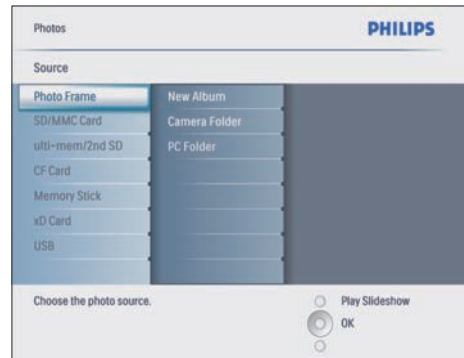 Photos
PHILIPS
Source
Photo Frame
SD/MMC Card
ulti-mem/2nd SD
CF Card
Memory Stick
xD Card
USB
New Album
Camera Folder
PC Folder
Choose the photo source.
Play Slideshow
OK